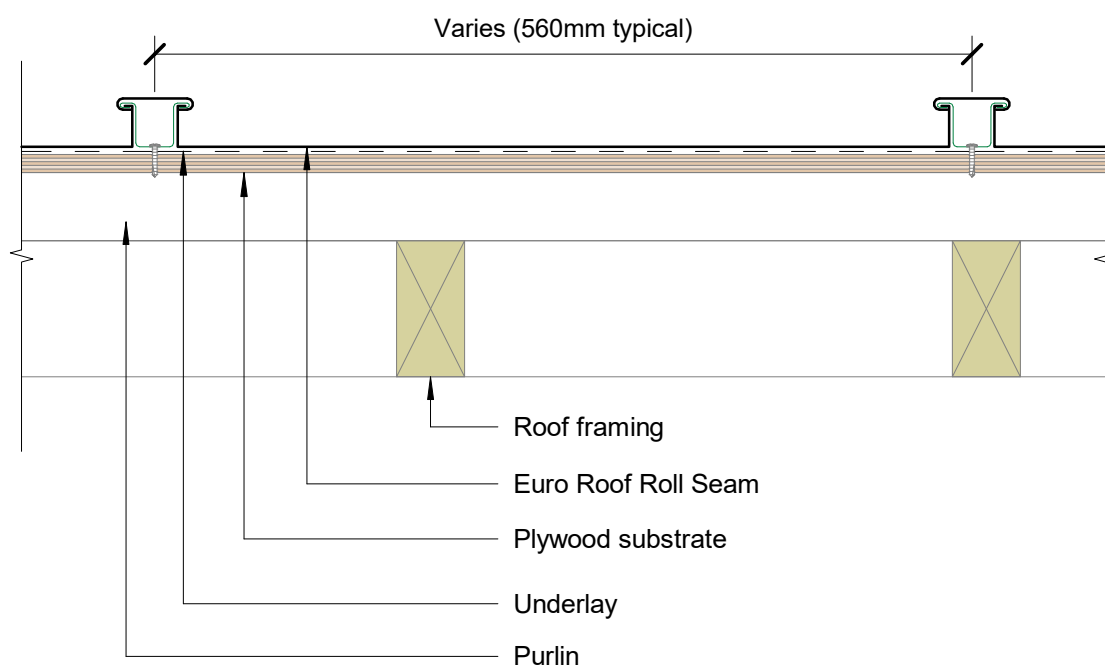 Varies (560mm typical)
Roof framing
Euro Roof Roll Seam
Plywood substrate
Underlay
Purlin